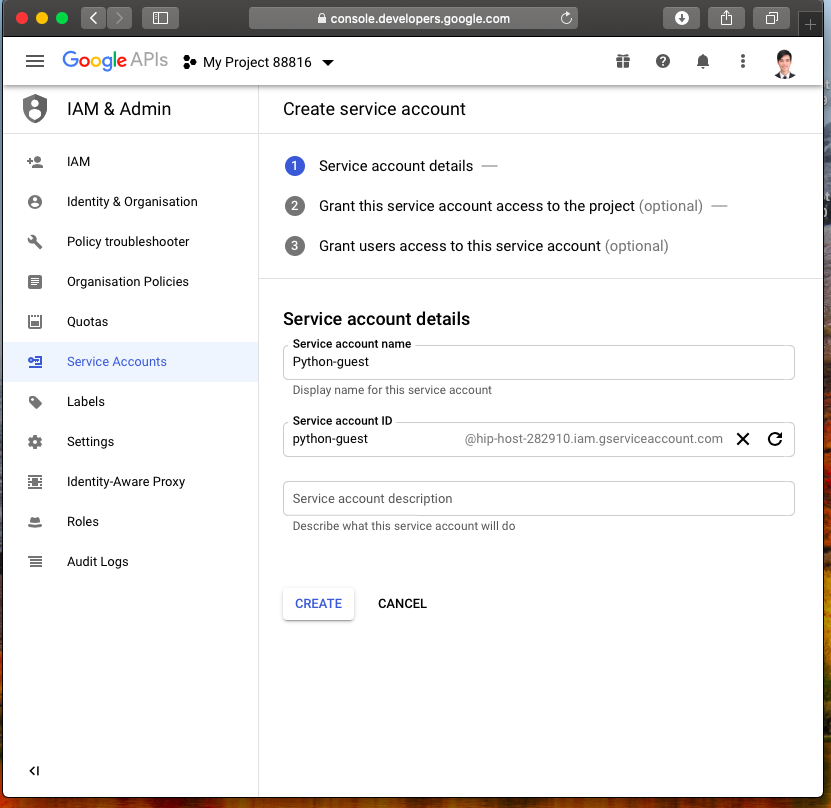 console.developers.google.com
Google APIs My Project 88816
IAM & Admin
Create service account
IAM
Identity & Organisation
Policy troubleshooter
Organisation Policies
Quotas
Service Accounts
Labels
Settings
Identity-Aware Proxy
Roles
Audit Logs
1 Service account details
2 Grant this service account access to the project (optional)
3 Grant users access to this service account (optional)
Service account details
Service account name
Python-guest
Display name for this service account
Service account ID
python-guest @hip-host-282910.iam.gserviceaccount.com
Service account description
Describe what this service account will do
CREATE CANCEL